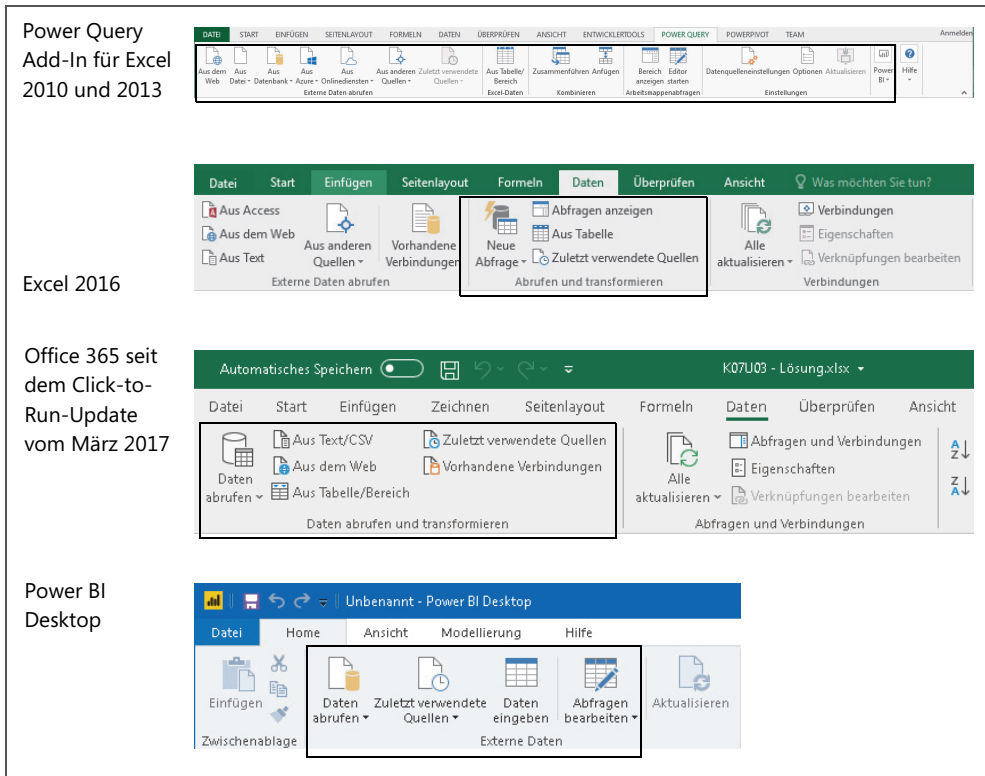 Power Query
Add-In für Excel
2010 und 2013
DATEI START EINFÜGEN SEITENLAYOUT FORMELN DATEN ÜBERPRÜFEN ANSICHT ENTWICKLERTOOLS POWER QUERY POWERPIVOT TEAM Anmelden
Aus dem Aus Aus Aus Aus Aus anderen Zuletzt verwendete Aus Tabelle/ Zusammenführen Anfügen Bereich Editor Datenquelleneinstellungen Optionen Aktualisieren Power Hilfe
Web Datei Datenbank Azure Onlinediensten Quellen Quellen Bereich anzeigen starten BI
Externe Daten abrufen Excel-Daten Kombinieren Arbeitsmappenabfragen Einstellungen
Excel 2016
Datei Start Einfügen Seitenlayout Formeln Daten Überprüfen Ansicht Was möchten Sie tun?
Aus Access Abfragen anzeigen Verbindungen
Aus dem Web Aus anderen Vorhandene Neue Aus Tabelle Alle Eigenschaften
Aus Text Quellen Verbindungen Abfrage Zuletzt verwendete Quellen aktualisieren Verknüpfungen bearbeiten
Externe Daten abrufen Abrufen und transformieren Verbindungen
Office 365 seit
dem Click-to-
Run-Update
vom März 2017
Automatisches Speichern K07U03 - Lösung.xlsx
Datei Start Einfügen Zeichnen Seitenlayout Formeln Daten Überprüfen Ansicht
Aus Text/CSV Zuletzt verwendete Quellen Abfragen und Verbindungen
Daten Aus dem Web Vorhandene Verbindungen Alle Eigenschaften
abrufen Aus Tabelle/Bereich aktualisieren Verknüpfungen bearbeiten
Daten abrufen und transformieren Abfragen und Verbindungen
A
Z
Z
A
Power BI
Desktop
Unbenannt - Power BI Desktop
Datei Home Ansicht Modellierung Hilfe
Einfügen Daten Zuletzt verwendete Daten Abfragen Aktualisieren
abrufen Quellen eingeben bearbeiten
Zwischenablage Externe Daten